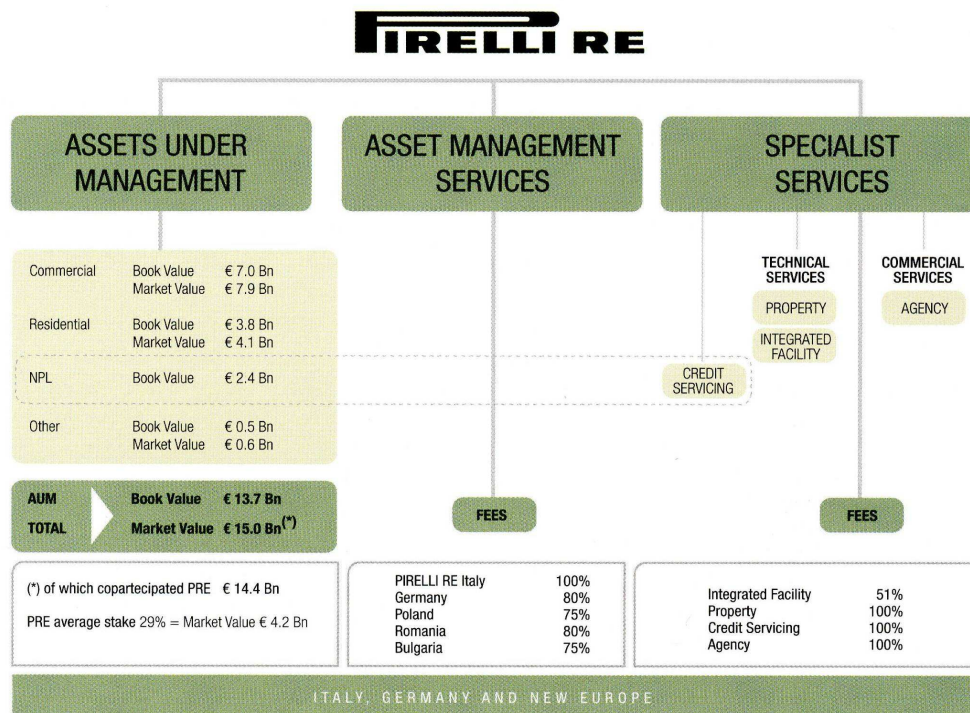 PIRELLI RE
ASSETS UNDER
MANAGEMENT
ASSET MANAGEMENT
SERVICES
SPECIALIST
SERVICES
Commercial Book Value € 7.0 Bn
Market Value € 7.9 Bn
Residential Book Value € 3.8 Bn
Market Value € 4.1 Bn
NPL Book Value € 2.4 Bn
Other Book Value € 0.5 Bn
Market Value € 0.6 Bn
CREDIT
SERVICING
TECHNICAL
SERVICES
PROPERTY
INTEGRATED
FACILITY
COMMERCIAL
SERVICES
AGENCY
AUM Book Value € 13.7 Bn
TOTAL Market Value € 15.0 Bn(*)
FEES
FEES
(*) of which copartecipated PRE € 14.4 Bn
PRE average stake 29% = Market Value € 4.2 Bn
PIRELLI RE Italy 100%
Germany 80%
Poland 75%
Romania 80%
Bulgaria 75%
Integrated Facility 51%
Property 100%
Credit Servicing 100%
Agency 100%
ITALY, GERMANY AND NEW EUROPE